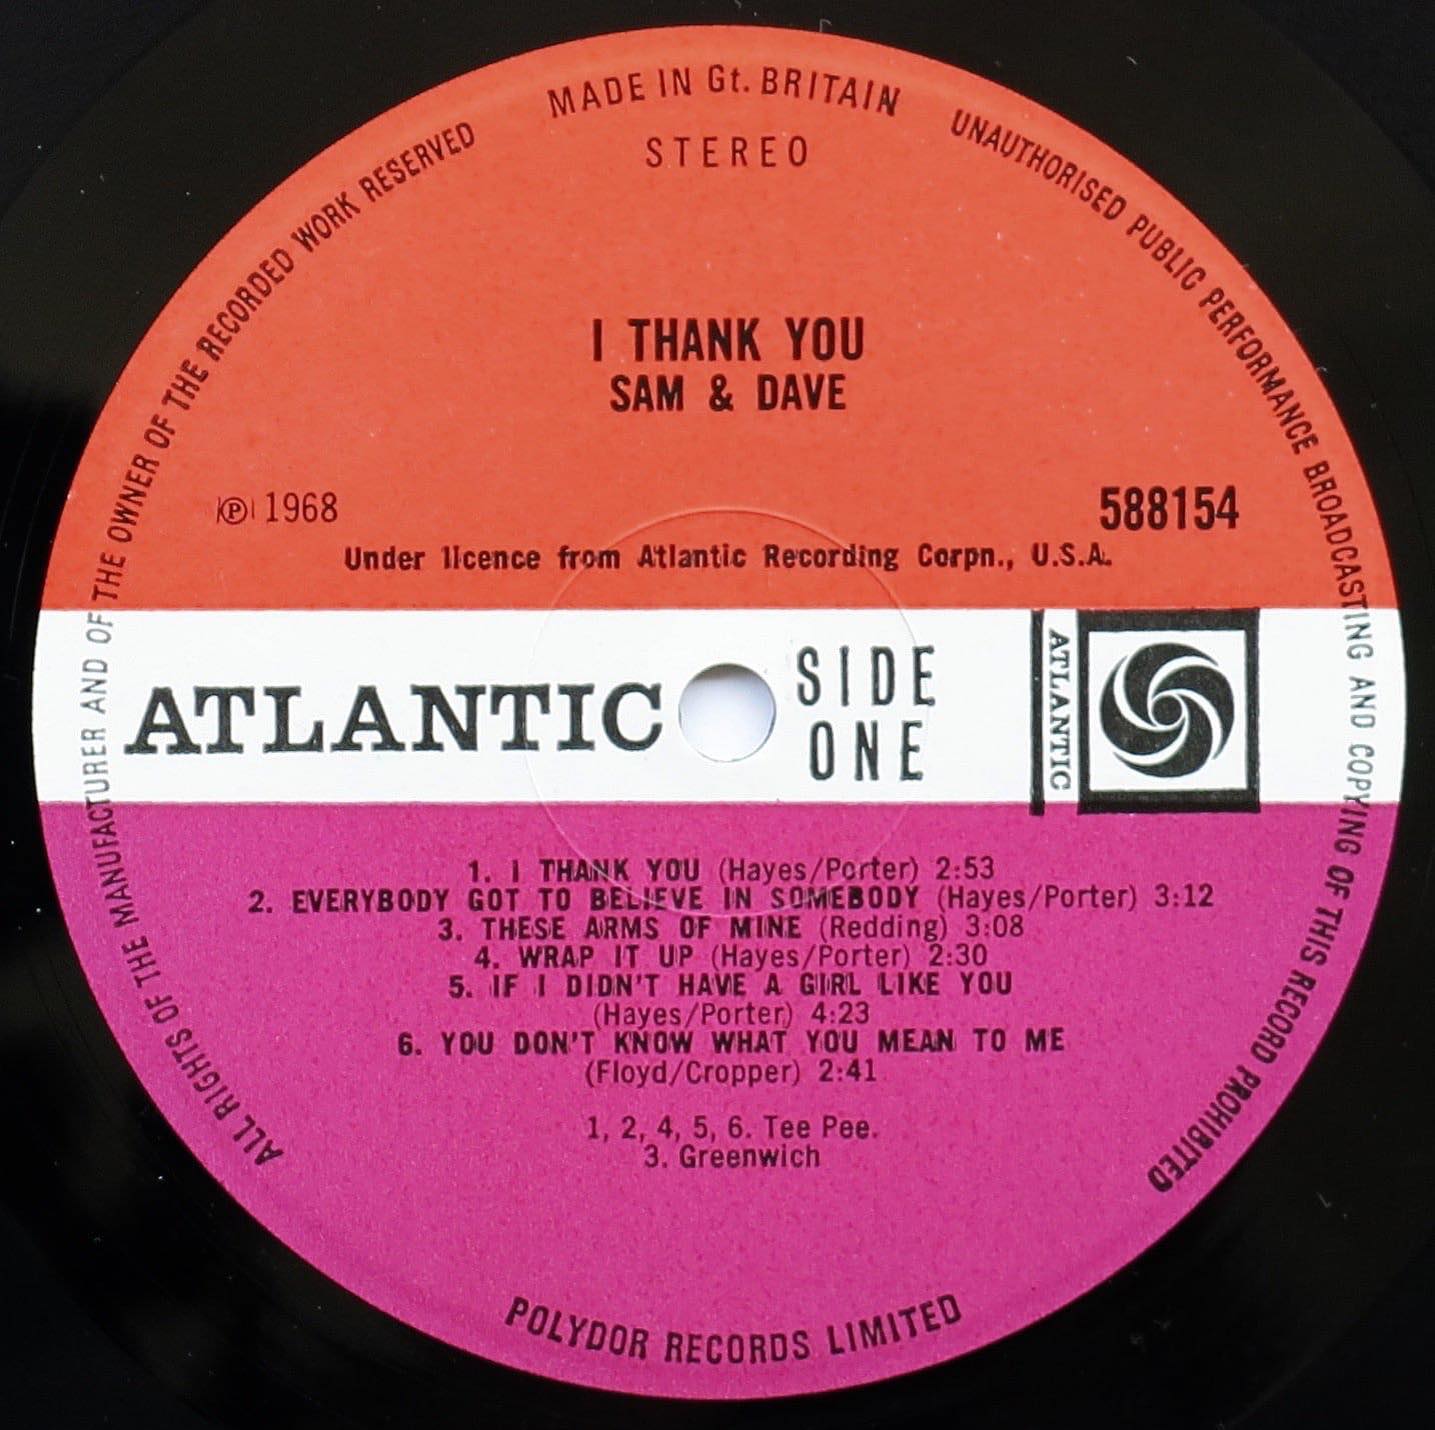 MADE IN Gt. BRITAIN
STEREO
ALL RIGHTS OF THE MANUFACTURER AND OF THE OWNER OF THE RECORDED WORK RESERVED
UNAUTHORISED PUBLIC PERFORMANCE BROADCASTING AND COPYING OF THIS RECORD PROHIBITED
I THANK YOU
SAM & DAVE
℗ 1968
588154
Under licence from Atlantic Recording Corpn., U.S.A.
ATLANTIC
SIDE
ONE
ATLANTIC
1. I THANK YOU (Hayes/Porter) 2:53
2. EVERYBODY GOT TO BELIEVE IN SOMEBODY (Hayes/Porter) 3:12
3. THESE ARMS OF MINE (Redding) 3:08
4. WRAP IT UP (Hayes/Porter) 2:30
5. IF I DIDN'T HAVE A GIRL LIKE YOU
(Hayes/Porter) 4:23
6. YOU DON'T KNOW WHAT YOU MEAN TO ME
(Floyd/Cropper) 2:41
1, 2, 4, 5, 6. Tee Pee.
3. Greenwich
POLYDOR RECORDS LIMITED